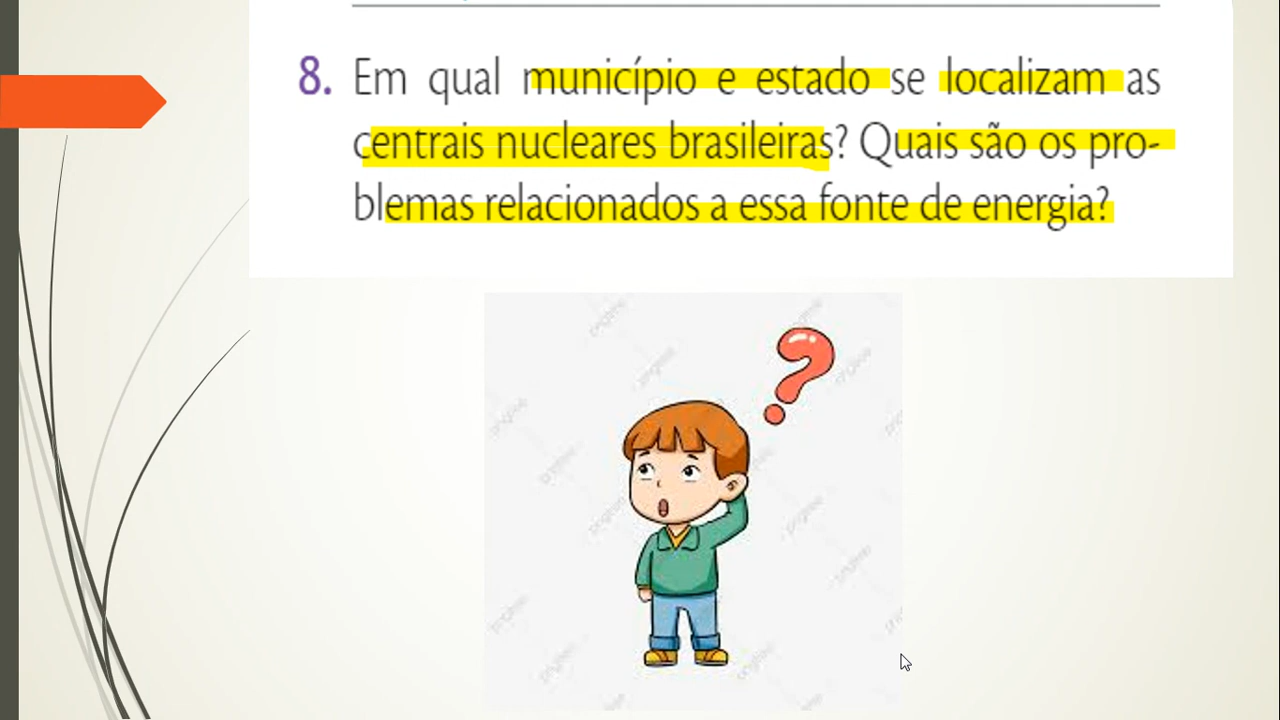 8. Em qual município e estado se localizam as
centrais nucleares brasileiras? Quais são os pro-
blemas relacionados a essa fonte de energia?